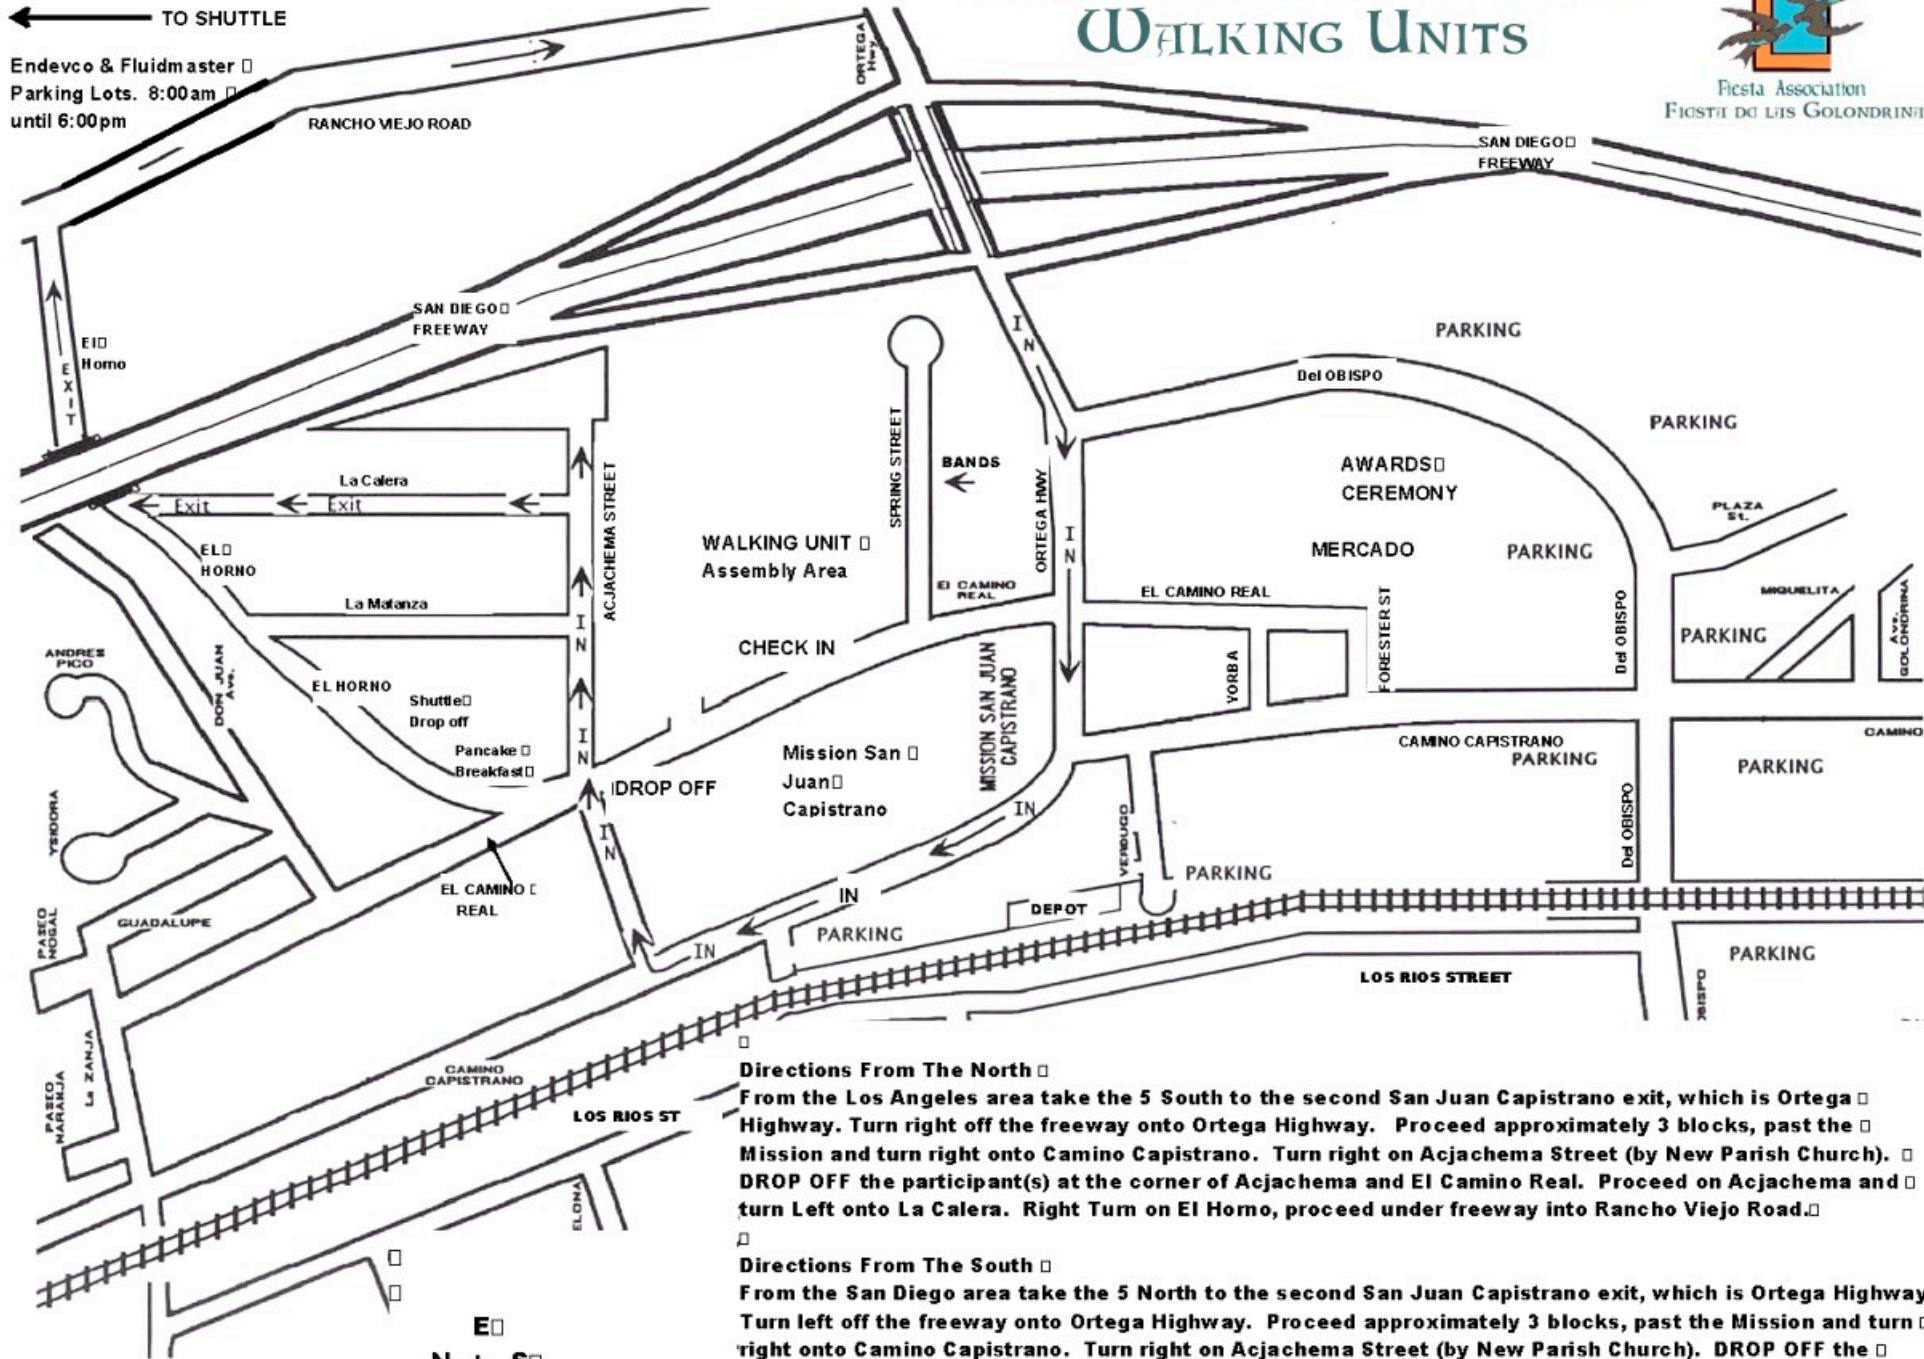 TO SHUTTLE
Endevco & Fluidmaster
Parking Lots. 8:00am
until 6:00pm
WALKING UNITS
Fiesta Association
FIESTA DE LAS GOLONDRINA
ORTEGA
Hwy
RANCHO VIEJO ROAD
SAN DIEGO
FREEWAY
SAN DIEGO
FREEWAY
El
Horno
EXIT
IN
PARKING
Del OBISPO
PARKING
La Calera
Exit
Exit
ACJACHEMA STREET
SPRING STREET
BANDS
ORTEGA HWY
IN
AWARDS
CEREMONY
MERCADO
PARKING
PLAZA
St.
EL
HORNO
WALKING UNIT
Assembly Area
El CAMINO
REAL
EL CAMINO REAL
FORESTER ST
Del OBISPO
MIQUELITA
Ave.
GOLONDRINA
PARKING
La Matanza
IN
CHECK IN
ANDRES
PICO
DON JUAN
Ave.
EL HORNO
Shuttle
Drop off
Pancake
Breakfast
IN
DROP OFF
Mission San
Juan
Capistrano
MISSION SAN JUAN
CAPISTRANO
YORBA
CAMINO CAPISTRANO
PARKING
PARKING
CAMINO
YSIDORA
IN
IN
VERDUGO
Del OBISPO
PARKING
EL CAMINO
REAL
IN
DEPOT
PARKING
IN
PASEO
NOGAL
GUADALUPE
LOS RIOS STREET
PARKING
OBISPO
La ZANJA
PASEO
NARANJA
CAMINO
CAPISTRANO
LOS RIOS ST
ELONA
Directions From The North
From the Los Angeles area take the 5 South to the second San Juan Capistrano exit, which is Ortega
Highway. Turn right off the freeway onto Ortega Highway. Proceed approximately 3 blocks, past the
Mission and turn right onto Camino Capistrano. Turn right on Acjachema Street (by New Parish Church).
DROP OFF the participant(s) at the corner of Acjachema and El Camino Real. Proceed on Acjachema and
turn Left onto La Calera. Right Turn on El Horno, proceed under freeway into Rancho Viejo Road.
Directions From The South
From the San Diego area take the 5 North to the second San Juan Capistrano exit, which is Ortega Highway
Turn left off the freeway onto Ortega Highway. Proceed approximately 3 blocks, past the Mission and turn
right onto Camino Capistrano. Turn right on Acjachema Street (by New Parish Church). DROP OFF the
E